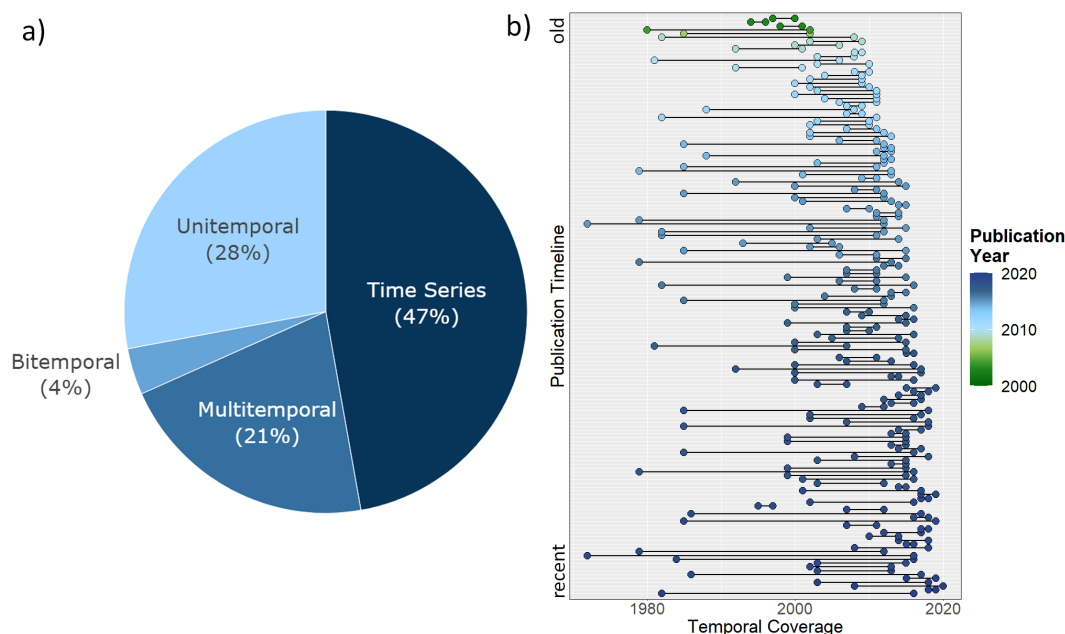 a)
Unitemporal
(28%)
Time Series
(47%)
Bitemporal
(4%)
Multitemporal
(21%)
b)
old
Publication Timeline
recent
1980
2000
2020
Temporal Coverage
Publication
Year
2020
2010
2000